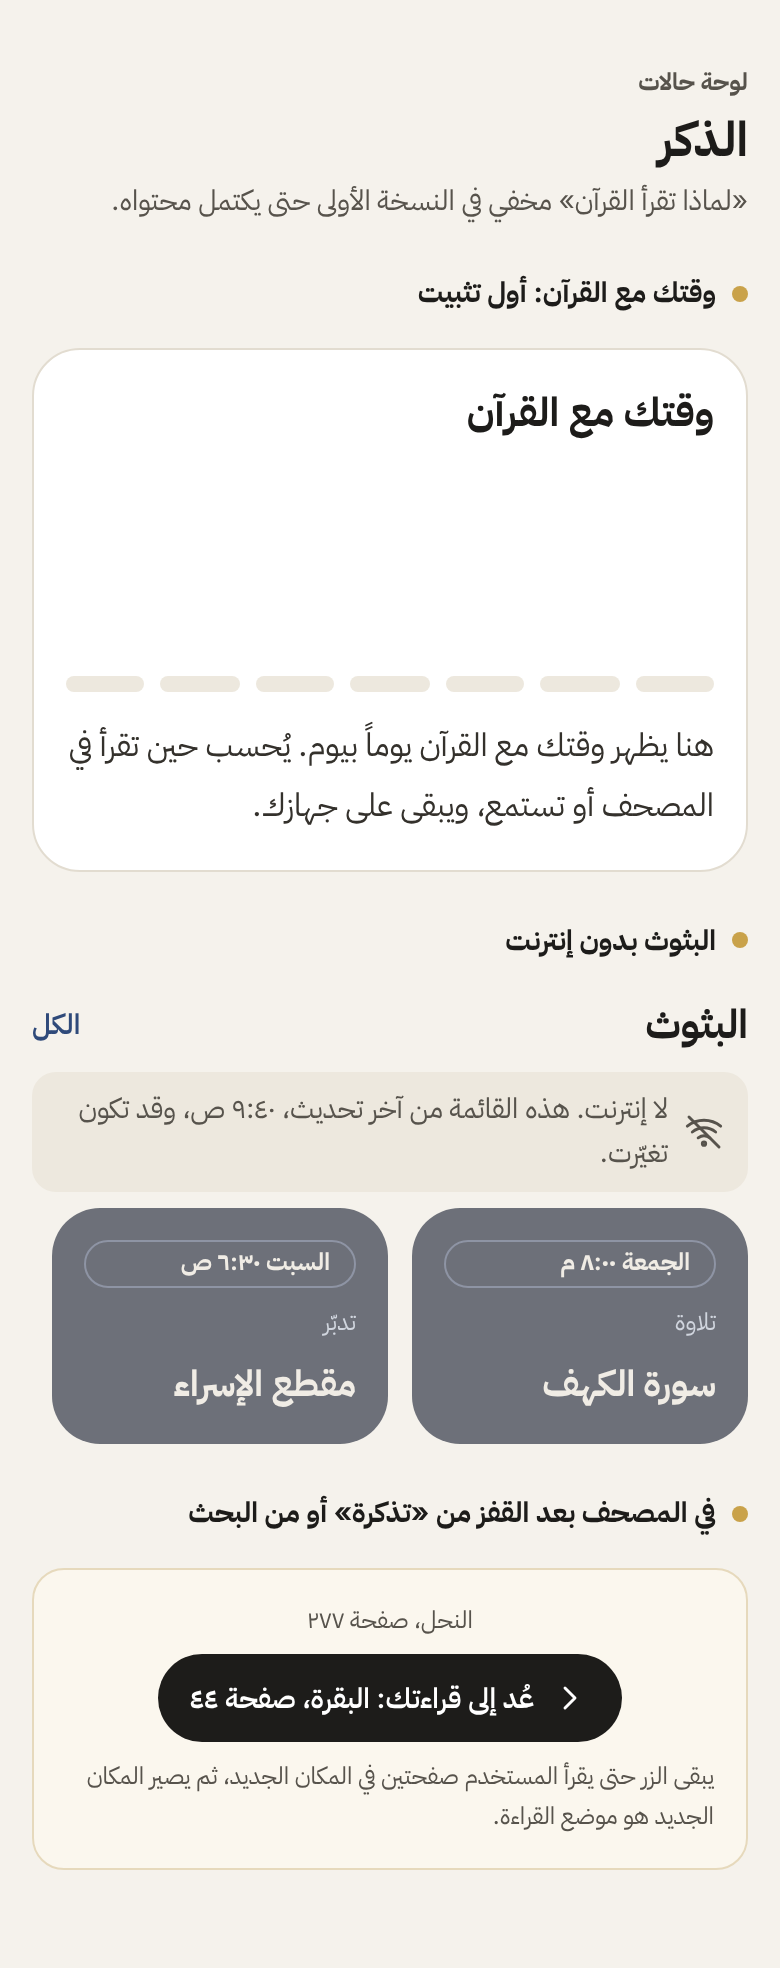 لوحة حالات
الذكر
«لماذا تقرأ القرآن» مخفي في النسخة الأولى حتى يكتمل محتواه.
وقتك مع القرآن: أول تثبيت
وقتك مع القرآن
هنا يظهر وقتك مع القرآن يوماً بيوم. يُحسب حين تقرأ في
المصحف أو تستمع، ويبقى على جهازك.
البثوث بدون إنترنت
البثوث
الكل
لا إنترنت. هذه القائمة من آخر تحديث، ٩:٤٠ ص، وقد تكون
تغيّرت.
الجمعة ٨:٠٠ م
تلاوة
سورة الكهف
السبت ٦:٣٠ ص
تدبّر
مقطع الإسراء
في المصحف بعد القفز من «تذكرة» أو من البحث
النحل، صفحة ٢٧٧
عُد إلى قراءتك: البقرة، صفحة ٤٤
يبقى الزر حتى يقرأ المستخدم صفحتين في المكان الجديد، ثم يصير المكان
الجديد هو موضع القراءة.